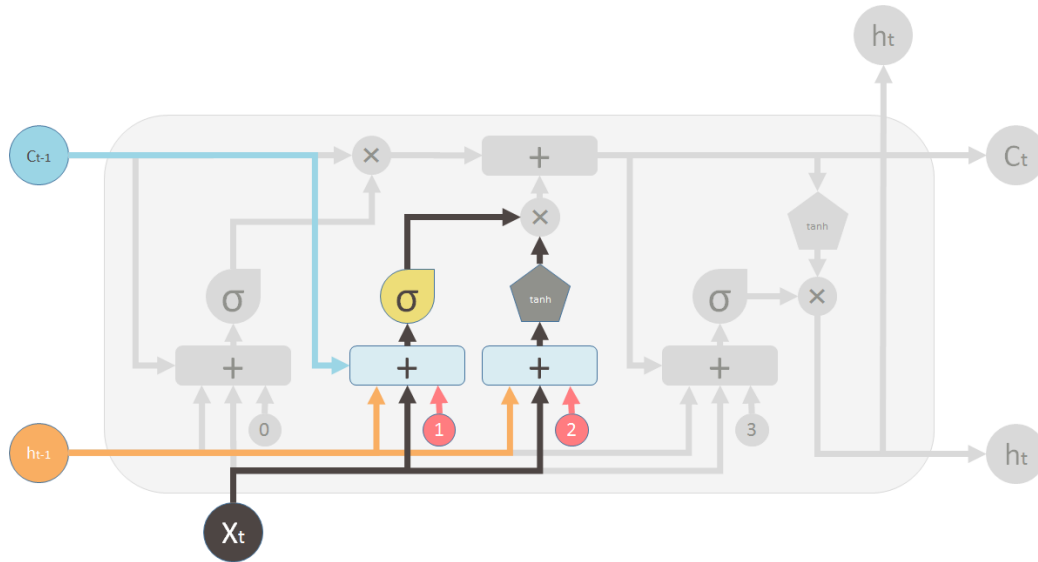 ht
Ct-1
×
+
Ct
×
tanh
σ
σ
tanh
σ
×
+
+
+
+
0
1
2
3
ht-1
ht
Xt